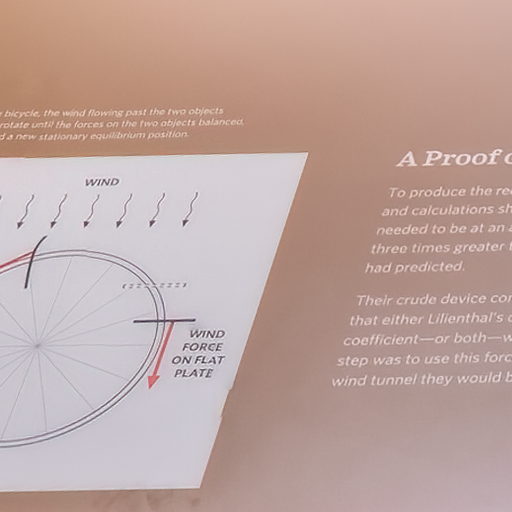 bicycle, the wind flowing past the two objects
rotate until the forces on the two objects balanced,
d a new stationary equilibrium position.
WIND
WIND
FORCE
ON FLAT
PLATE
A Proof o
To produce the re
and calculations sh
needed to be at an a
three times greater t
had predicted.
Their crude device con
that either Lilienthal's c
coefficient—or both—w
step was to use this forc
wind tunnel they would b